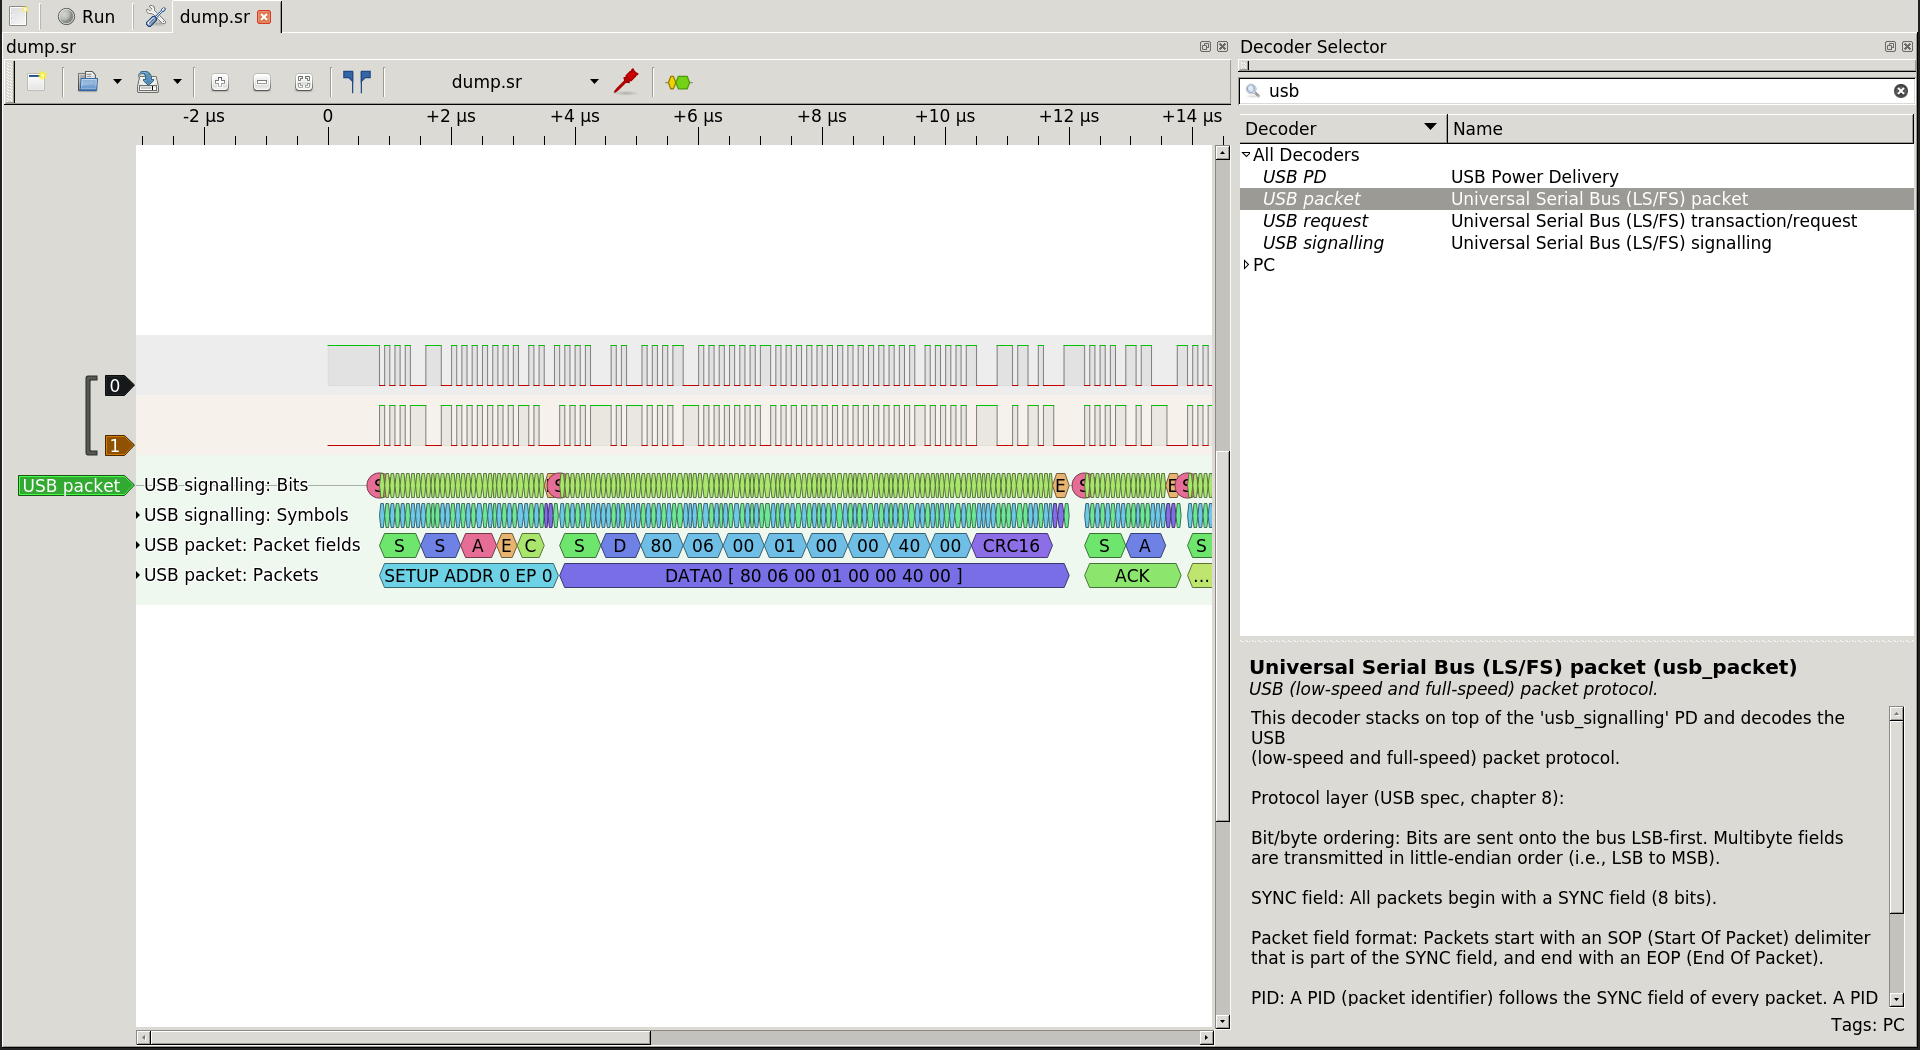 Run
dump.sr
dump.sr
dump.sr
-2 µs 0 +2 µs +4 µs +6 µs +8 µs +10 µs +12 µs +14 µs
0
1
USB packet
USB signalling: Bits
S S E S E S
USB signalling: Symbols
USB packet: Packet fields
S S A E C S D 80 06 00 01 00 00 40 00 CRC16 S A S
USB packet: Packets
SETUP ADDR 0 EP 0 DATA0 [ 80 06 00 01 00 00 40 00 ] ACK ...
Decoder Selector
usb
Decoder Name
All Decoders
USB PD USB Power Delivery
USB packet Universal Serial Bus (LS/FS) packet
USB request Universal Serial Bus (LS/FS) transaction/request
USB signalling Universal Serial Bus (LS/FS) signalling
PC
Universal Serial Bus (LS/FS) packet (usb_packet)
USB (low-speed and full-speed) packet protocol.
This decoder stacks on top of the 'usb_signalling' PD and decodes the
USB
(low-speed and full-speed) packet protocol.
Protocol layer (USB spec, chapter 8):
Bit/byte ordering: Bits are sent onto the bus LSB-first. Multibyte fields
are transmitted in little-endian order (i.e., LSB to MSB).
SYNC field: All packets begin with a SYNC field (8 bits).
Packet field format: Packets start with an SOP (Start Of Packet) delimiter
that is part of the SYNC field, and end with an EOP (End Of Packet).
PID: A PID (packet identifier) follows the SYNC field of every packet. A PID
Tags: PC